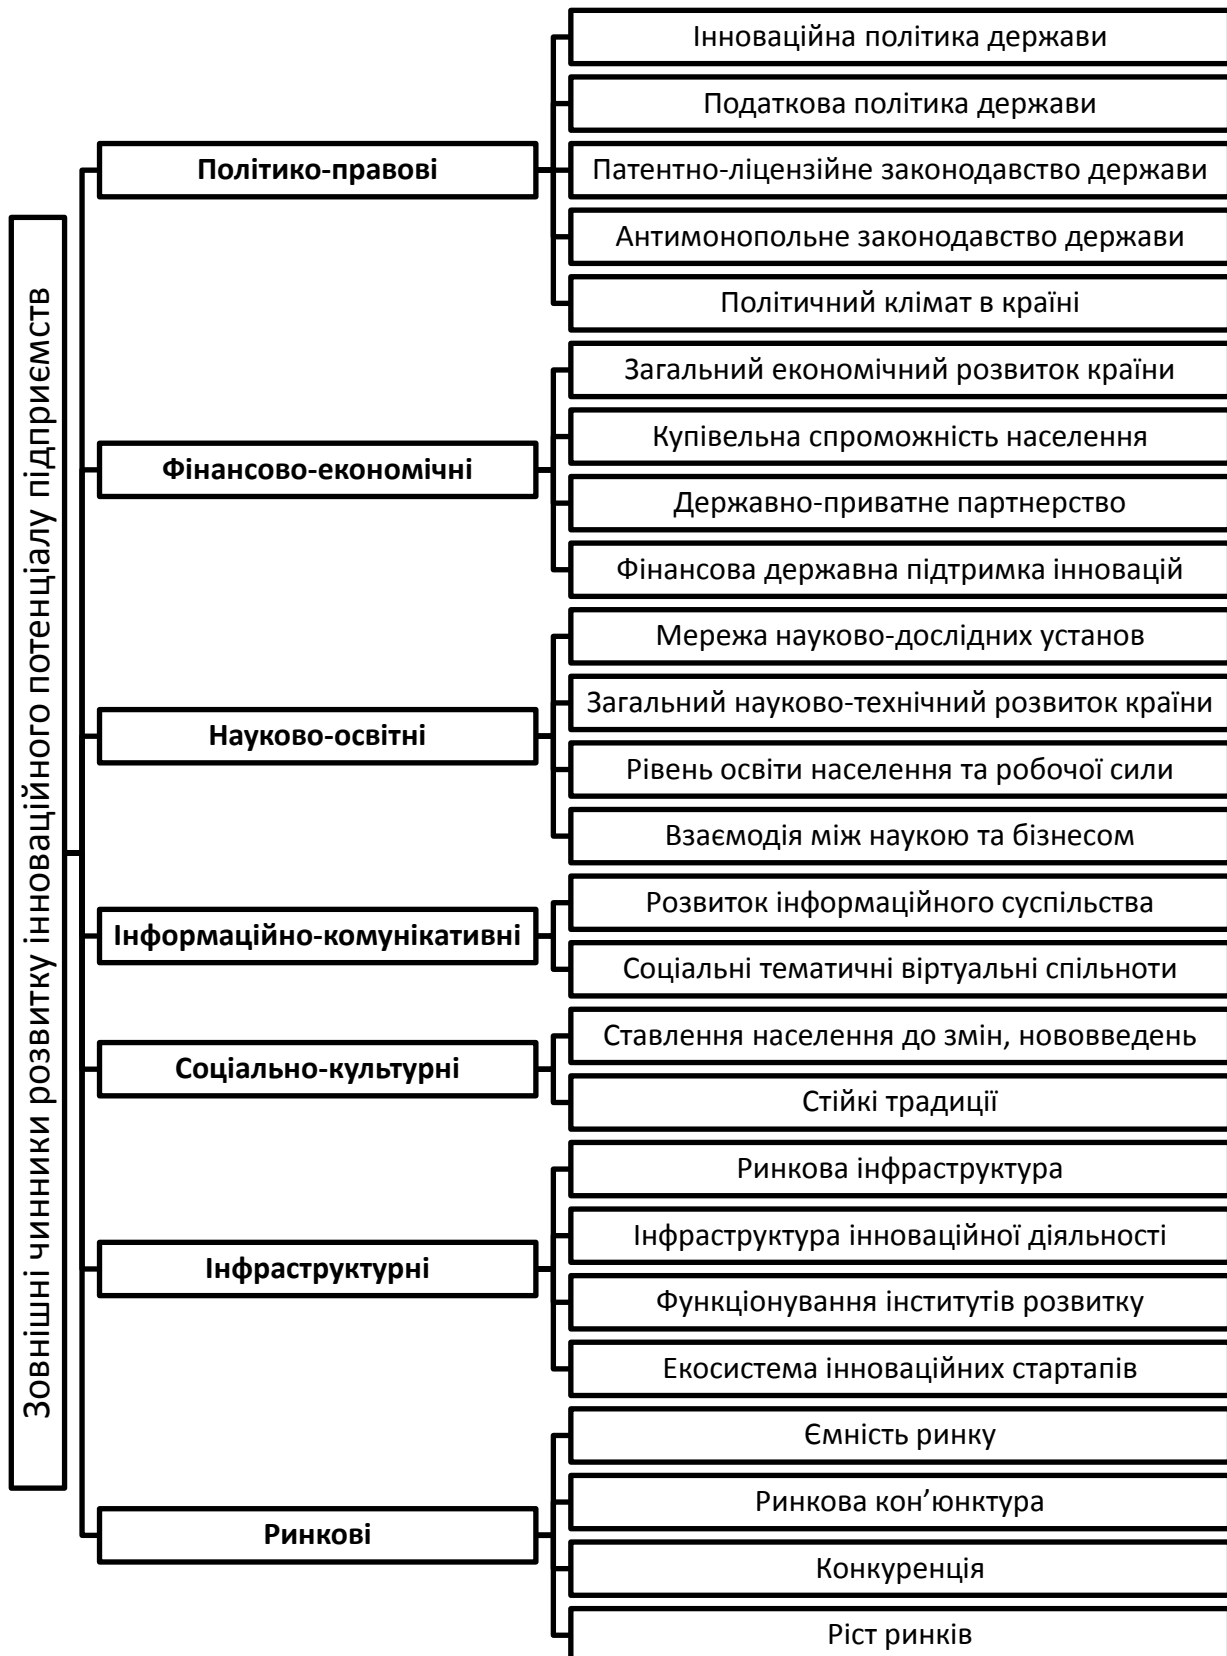 Зовнішні чинники розвитку інноваційного потенціалу підприємств
Політико-правові
Інноваційна політика держави
Податкова політика держави
Патентно-ліцензійне законодавство держави
Антимонопольне законодавство держави
Політичний клімат в країні
Фінансово-економічні
Загальний економічний розвиток країни
Купівельна спроможність населення
Державно-приватне партнерство
Фінансова державна підтримка інновацій
Науково-освітні
Мережа науково-дослідних установ
Загальний науково-технічний розвиток країни
Рівень освіти населення та робочої сили
Взаємодія між наукою та бізнесом
Інформаційно-комунікативні
Розвиток інформаційного суспільства
Соціальні тематичні віртуальні спільноти
Соціально-культурні
Ставлення населення до змін, нововведень
Стійкі традиції
Інфраструктурні
Ринкова інфраструктура
Інфраструктура інноваційної діяльності
Функціонування інститутів розвитку
Екосистема інноваційних стартапів
Ринкові
Ємність ринку
Ринкова кон’юнктура
Конкуренція
Ріст ринків